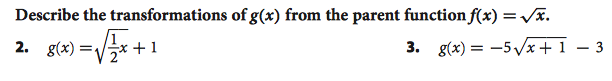 Describe the transformations of g(x) from the parent function f(x) = √x.
2. g(x) = √(1/2 x) + 1 3. g(x) = −5√(x + 1) − 3